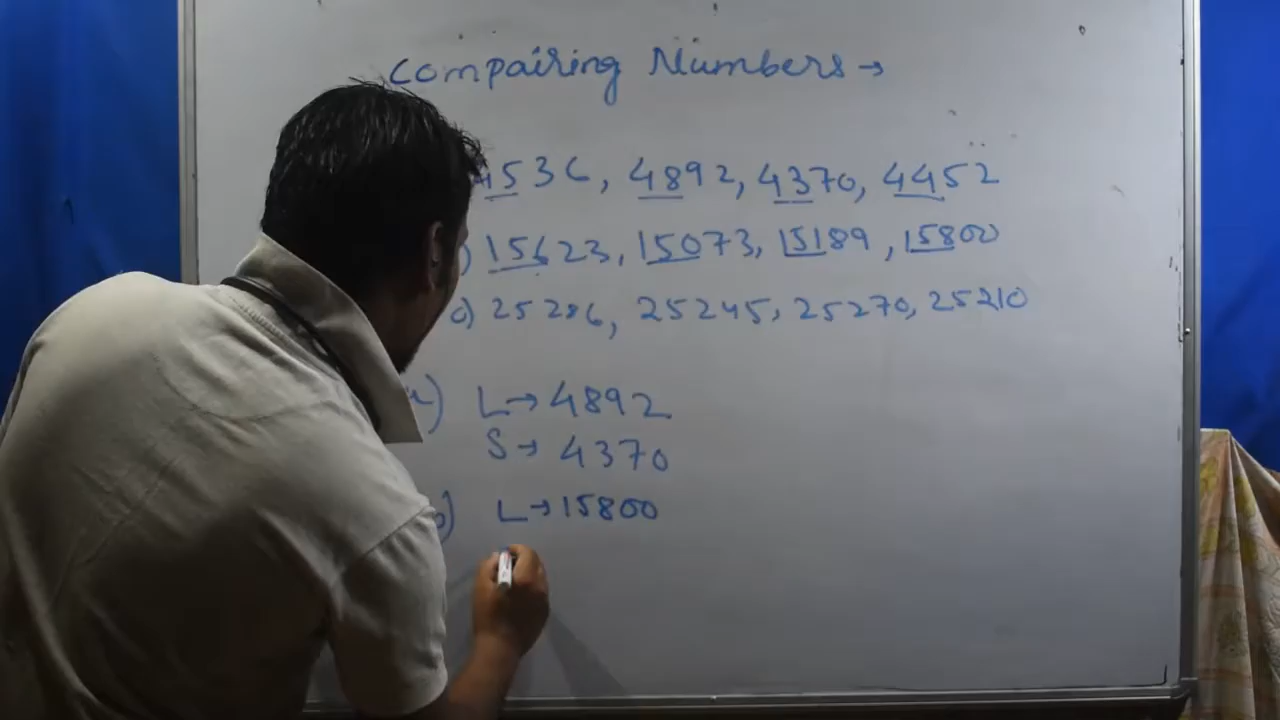 Compairing Numbers →
4536, 4892, 4370, 4452
) 15623, 15073, 15189, 15800
c) 25286, 25245, 25270, 25210
a) L → 4892
S → 4370
b) L → 15800